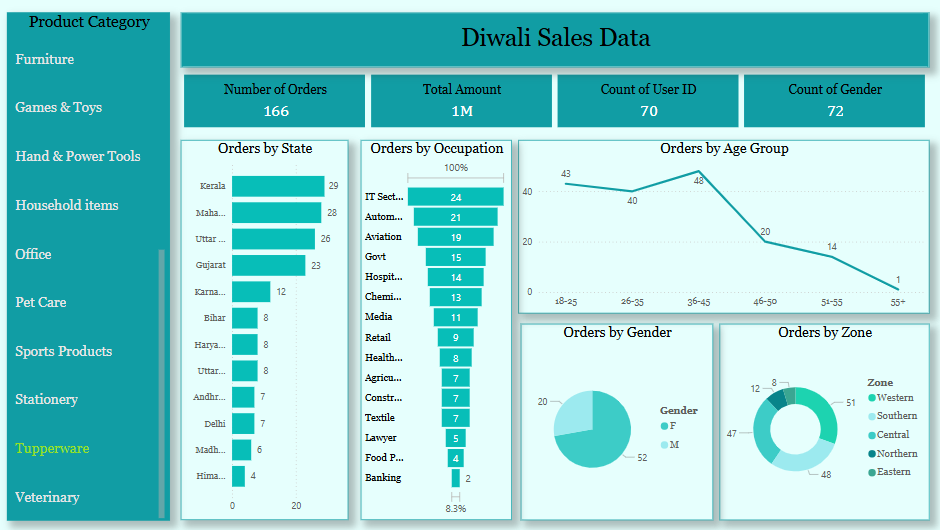 Product Category
Furniture
Games & Toys
Hand & Power Tools
Household items
Office
Pet Care
Sports Products
Stationery
Tupperware
Veterinary
Diwali Sales Data
Number of Orders
166
Total Amount
1M
Count of User ID
70
Count of Gender
72
Orders by State
Kerala 29
Maha... 28
Uttar ... 26
Gujarat 23
Karna... 12
Bihar 8
Harya... 8
Uttar... 8
Andhr... 7
Delhi 7
Madh... 6
Hima... 4
0 20
Orders by Occupation
100%
IT Sect... 24
Autom... 21
Aviation 19
Govt 15
Hospit... 14
Chemi... 13
Media 11
Retail 9
Health... 8
Agricu... 7
Constr... 7
Textile 7
Lawyer 5
Food P... 4
Banking 2
8.3%
Orders by Age Group
43
48
40
40
20
20
14
1
0
18-25 26-35 36-45 46-50 51-55 55+
Orders by Gender
20
52
Gender
F
M
Orders by Zone
8
12
51
47
48
Zone
Western
Southern
Central
Northern
Eastern